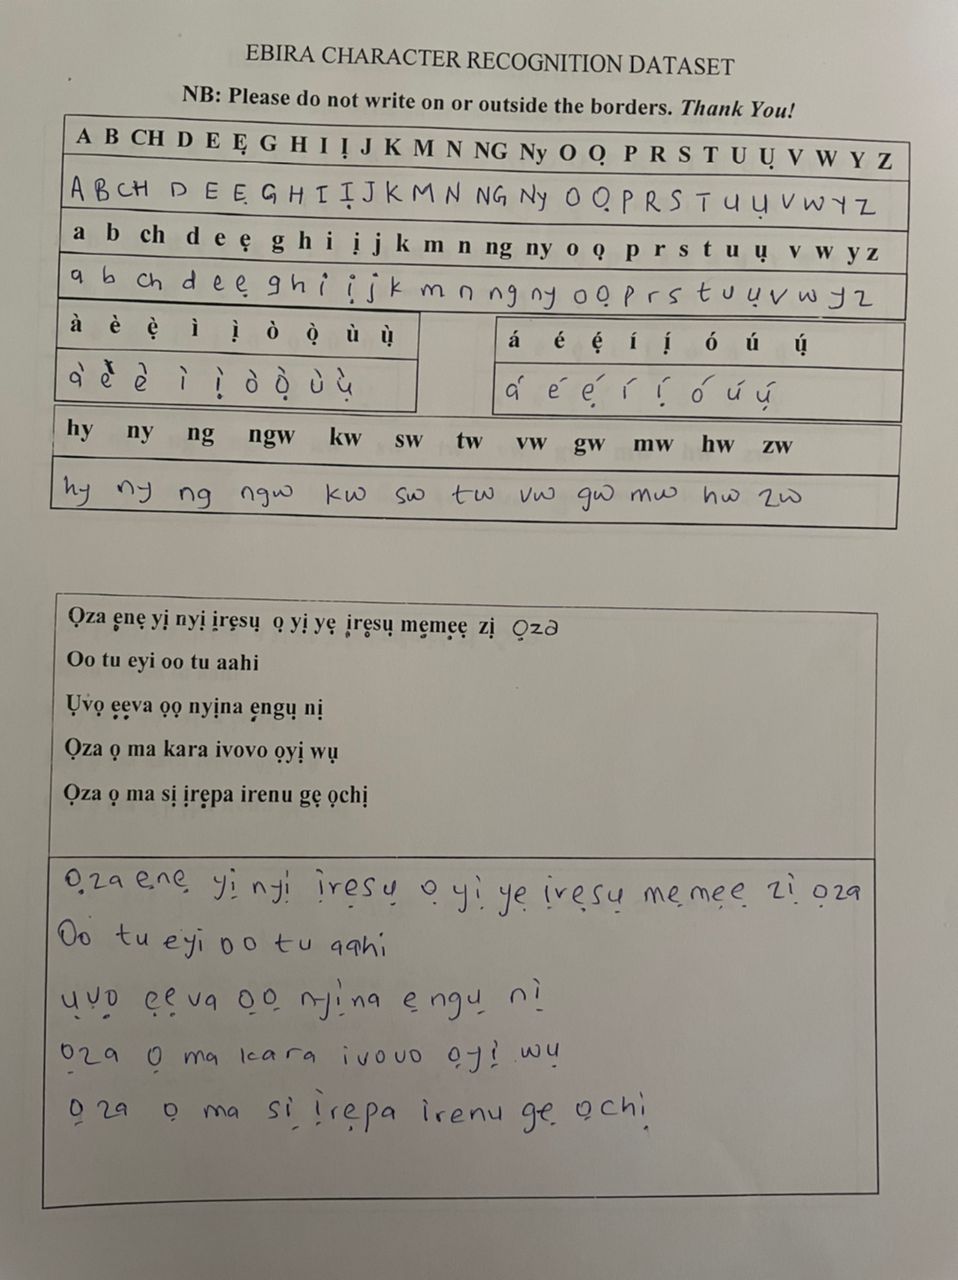 EBIRA CHARACTER RECOGNITION DATASET
NB: Please do not write on or outside the borders. Thank You!
A B CH D E Ẹ G H I Ị J K M N NG Ny O Ọ P R S T U Ụ V W Y Z
A B CH D E Ẹ G H I Ị J K M N NG Ny O Ọ P R S T U Ụ V W Y Z
a b ch d e ẹ g h i ị j k m n ng ny o ọ p r s t u ụ v w y z
a b ch d e ẹ g h i ị j k m n ng ny o ọ p r s t u ụ v w y z
à è ẹ̀ ì ị̀ ò ọ̀ ù ụ̀
à è ẹ̀ ì ị̀ ò ọ̀ ù ụ̀
á é ẹ́ í ị́ ó ú ụ́
á é ẹ́ í ị́ ó ú ụ́
hy ny ng ngw kw sw tw vw gw mw hw zw
hy ny ng ngw kw sw tw vw gw mw hw zw
Ọza ẹnẹ yị nyị ịrẹsụ ọ yị yẹ ịrẹsụ mẹmẹẹ zị ọza
Oo tu eyi oo tu aahi
Ụvọ ẹẹva ọọ nyịna ẹngụ nị
Ọza ọ ma kara ivovo ọyị wụ
Ọza ọ ma sị ịrẹpa irenu gẹ ọchị
Ọza ẹnẹ yị nyị ịrẹsụ ọ yị yẹ ịrẹsụ mẹmẹẹ zị ọza
Oo tu eyi oo tu aahi
ụvọ ẹẹva ọọ nyịna ẹngụ nị
ọza ọ ma kara ivovo ọyị wụ
ọza ọ ma sị ịrẹpa irenu gẹ ọchị